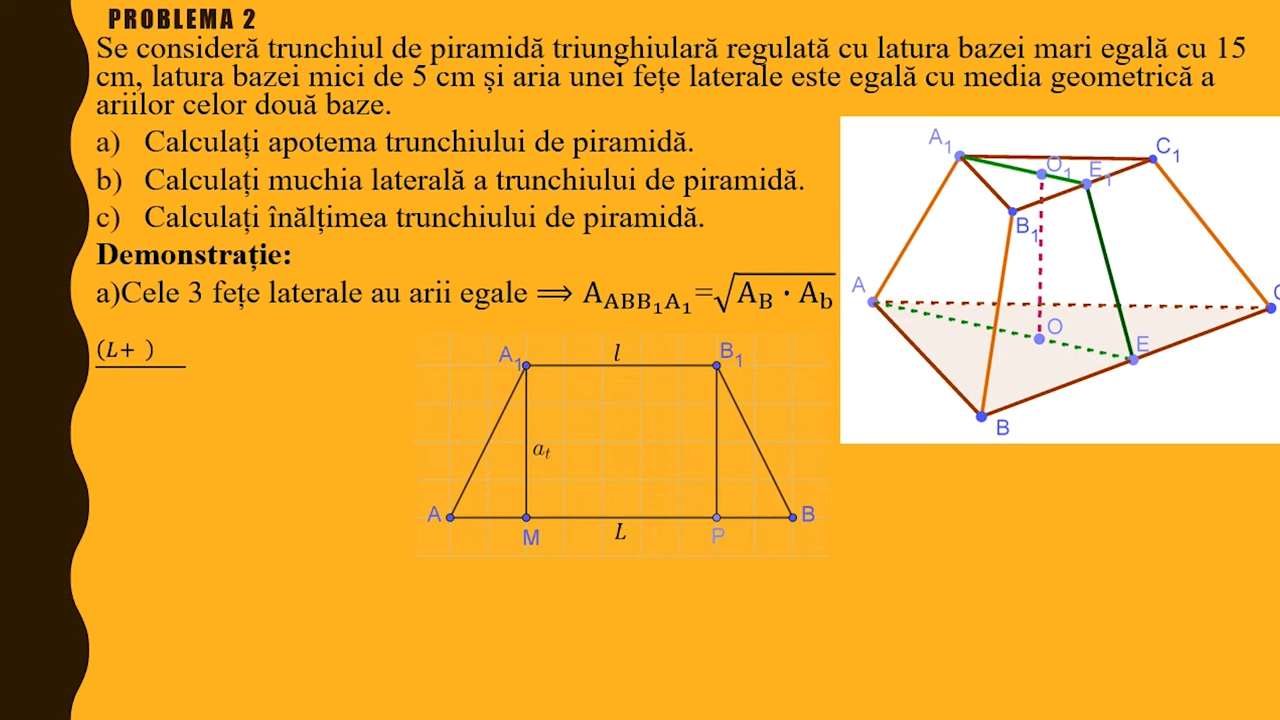 PROBLEMA 2
Se consideră trunchiul de piramidă triunghiulară regulată cu latura bazei mari egală cu 15
cm, latura bazei mici de 5 cm și aria unei fețe laterale este egală cu media geometrică a
ariilor celor două baze.
a) Calculați apotema trunchiului de piramidă.
b) Calculați muchia laterală a trunchiului de piramidă.
c) Calculați înălțimea trunchiului de piramidă.
Demonstrație:
a)Cele 3 fețe laterale au arii egale ⟹ A_{ABB₁A₁}=√(A_B · A_b)
(L+ )
A₁ l B₁
a_t
A M L P B
A₁ C₁
O₁ E₁
B₁
A C
O E
B